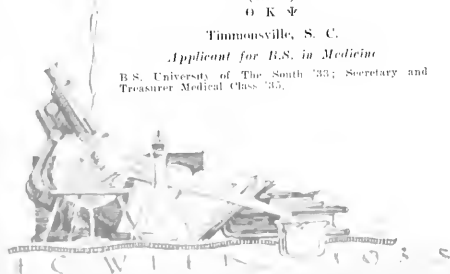 Θ Κ Ψ
Timmonsville, S. C.
Applicant for B.S. in Medicine
B S. University of The South '33; Secretary and
Treasurer Medical Class '35.